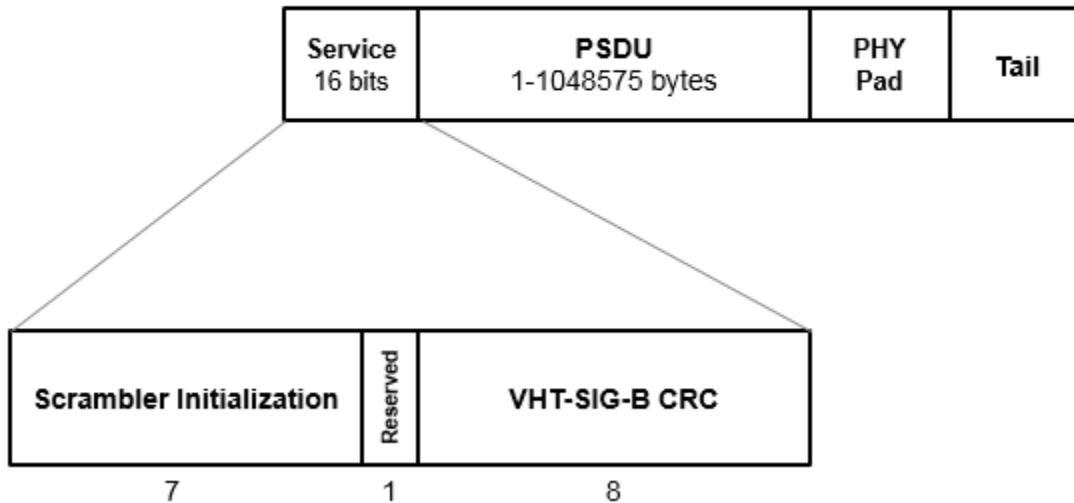 Service
16 bits
PSDU
1-1048575 bytes
PHY
Pad
Tail
Scrambler Initialization
Reserved
VHT-SIG-B CRC
7
1
8